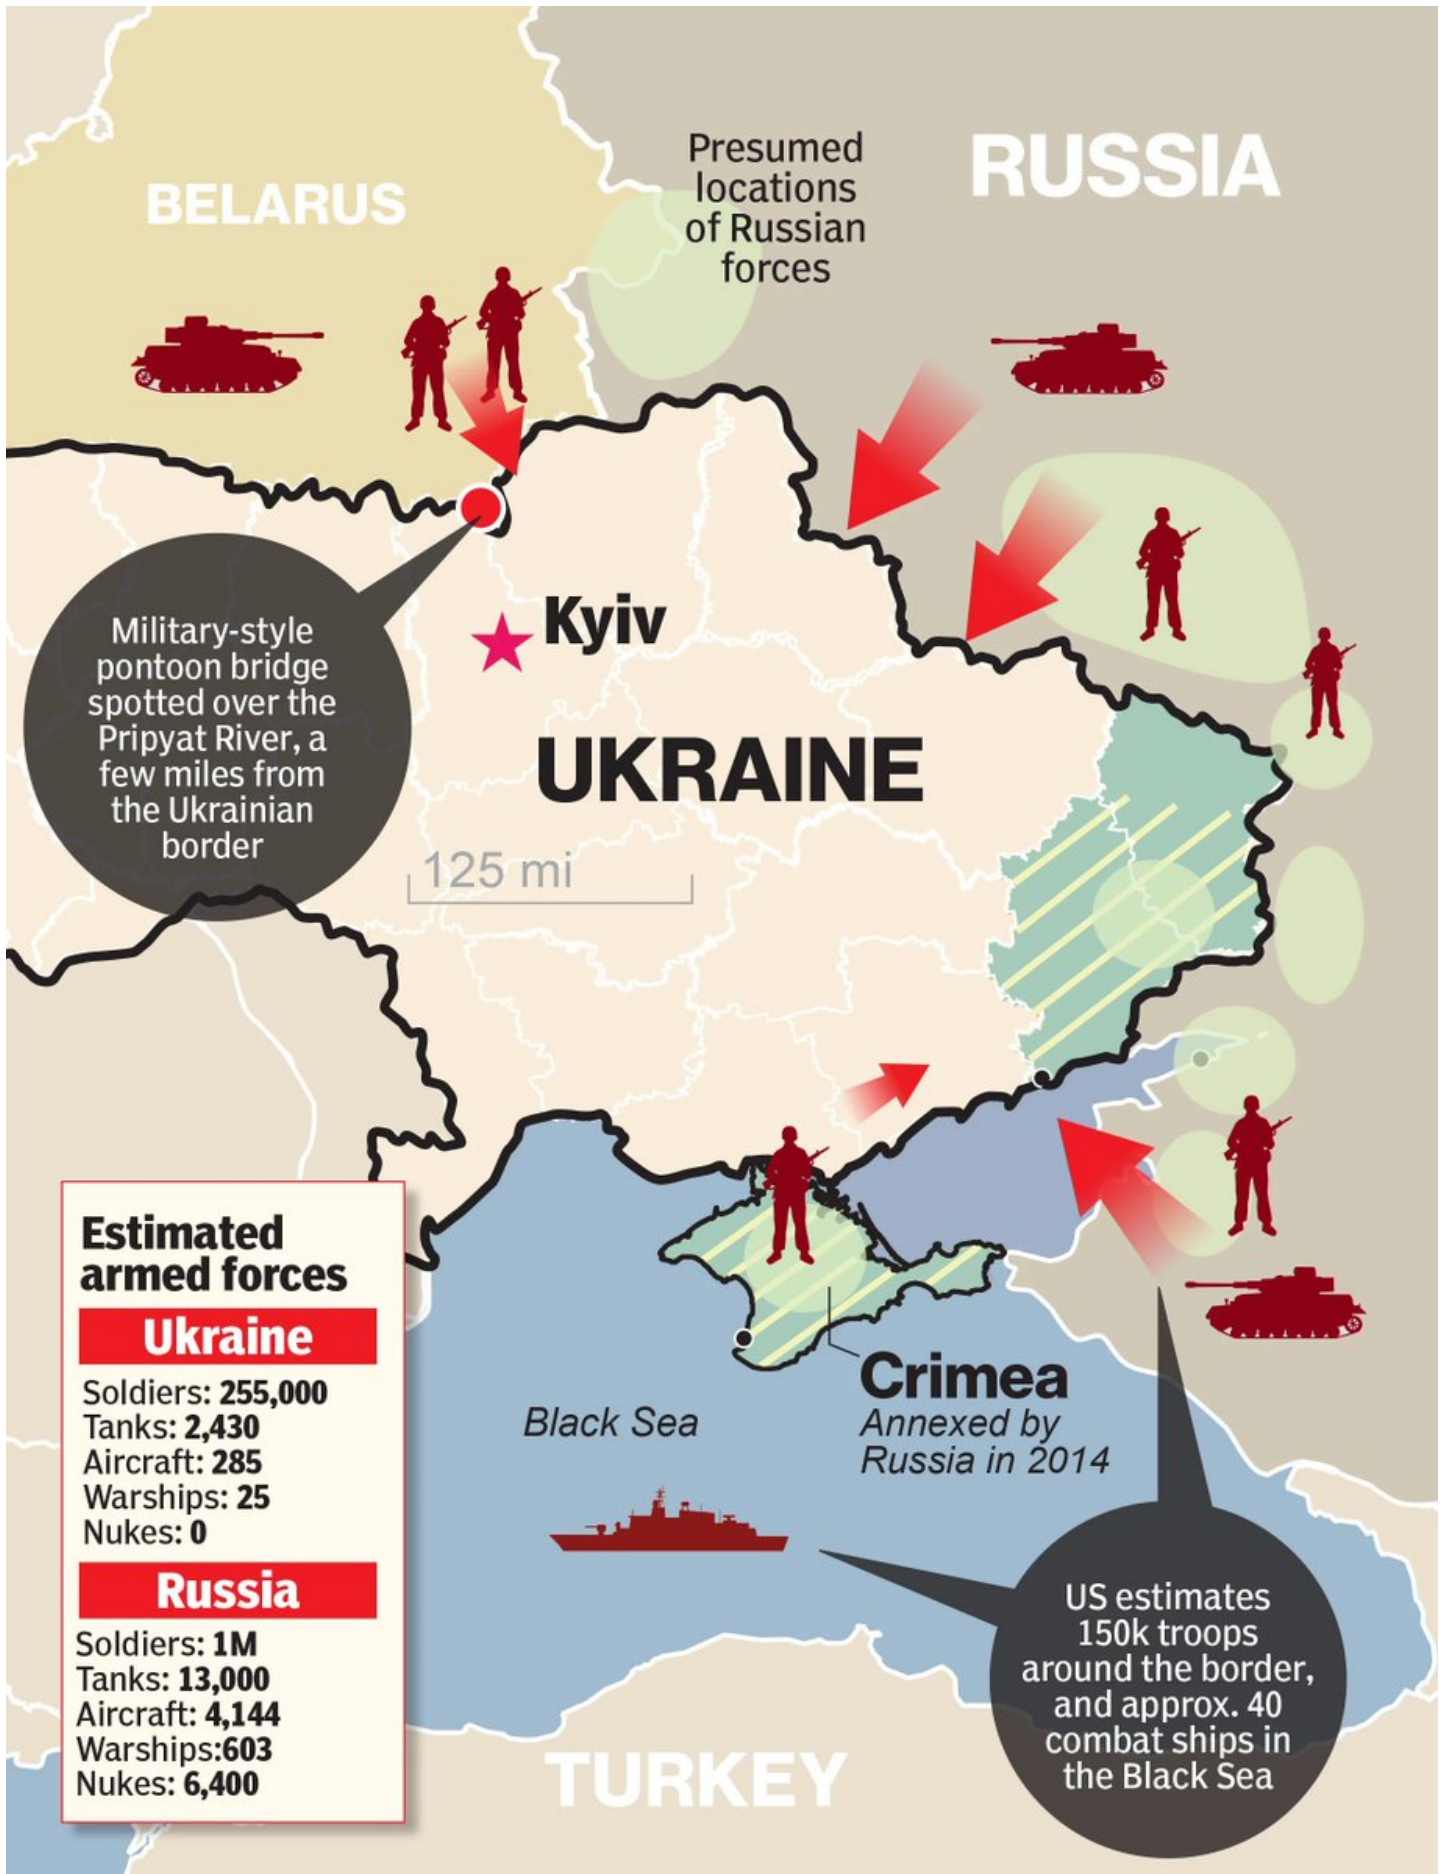 Presumed
locations
of Russian
forces
RUSSIA
BELARUS
Military-style
pontoon bridge
spotted over the
Pripyat River, a
few miles from
the Ukrainian
border
Kyiv
UKRAINE
125 mi
Estimated
armed forces
Ukraine
Soldiers: 255,000
Tanks: 2,430
Aircraft: 285
Warships: 25
Nukes: 0
Russia
Soldiers: 1M
Tanks: 13,000
Aircraft: 4,144
Warships:603
Nukes: 6,400
Black Sea
Crimea
Annexed by
Russia in 2014
US estimates
150k troops
around the border,
and approx. 40
combat ships in
the Black Sea
TURKEY